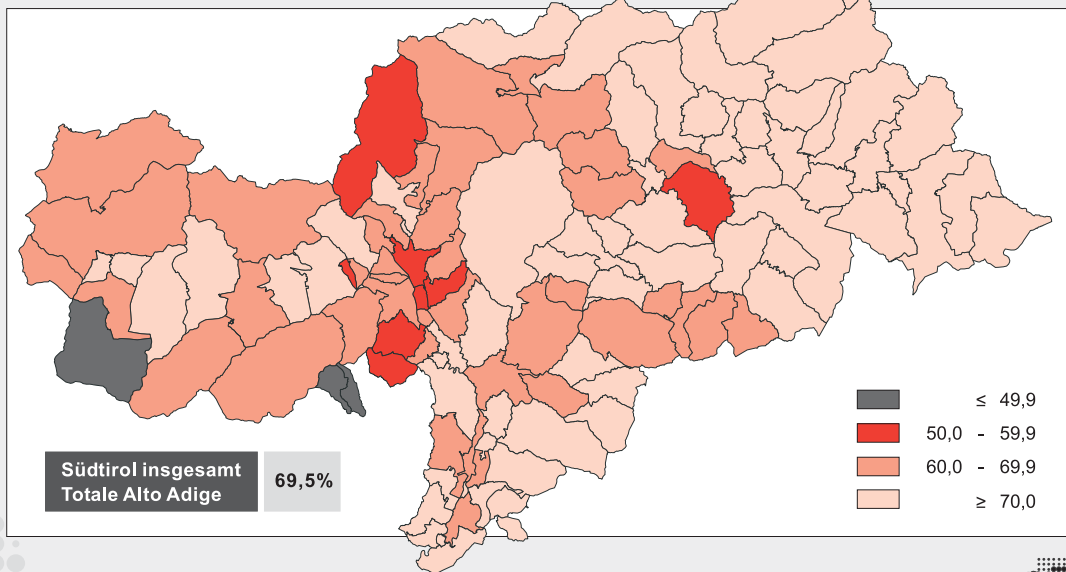 ≤ 49,9
50,0 - 59,9
60,0 - 69,9
≥ 70,0
Südtirol insgesamt
Totale Alto Adige
69,5%